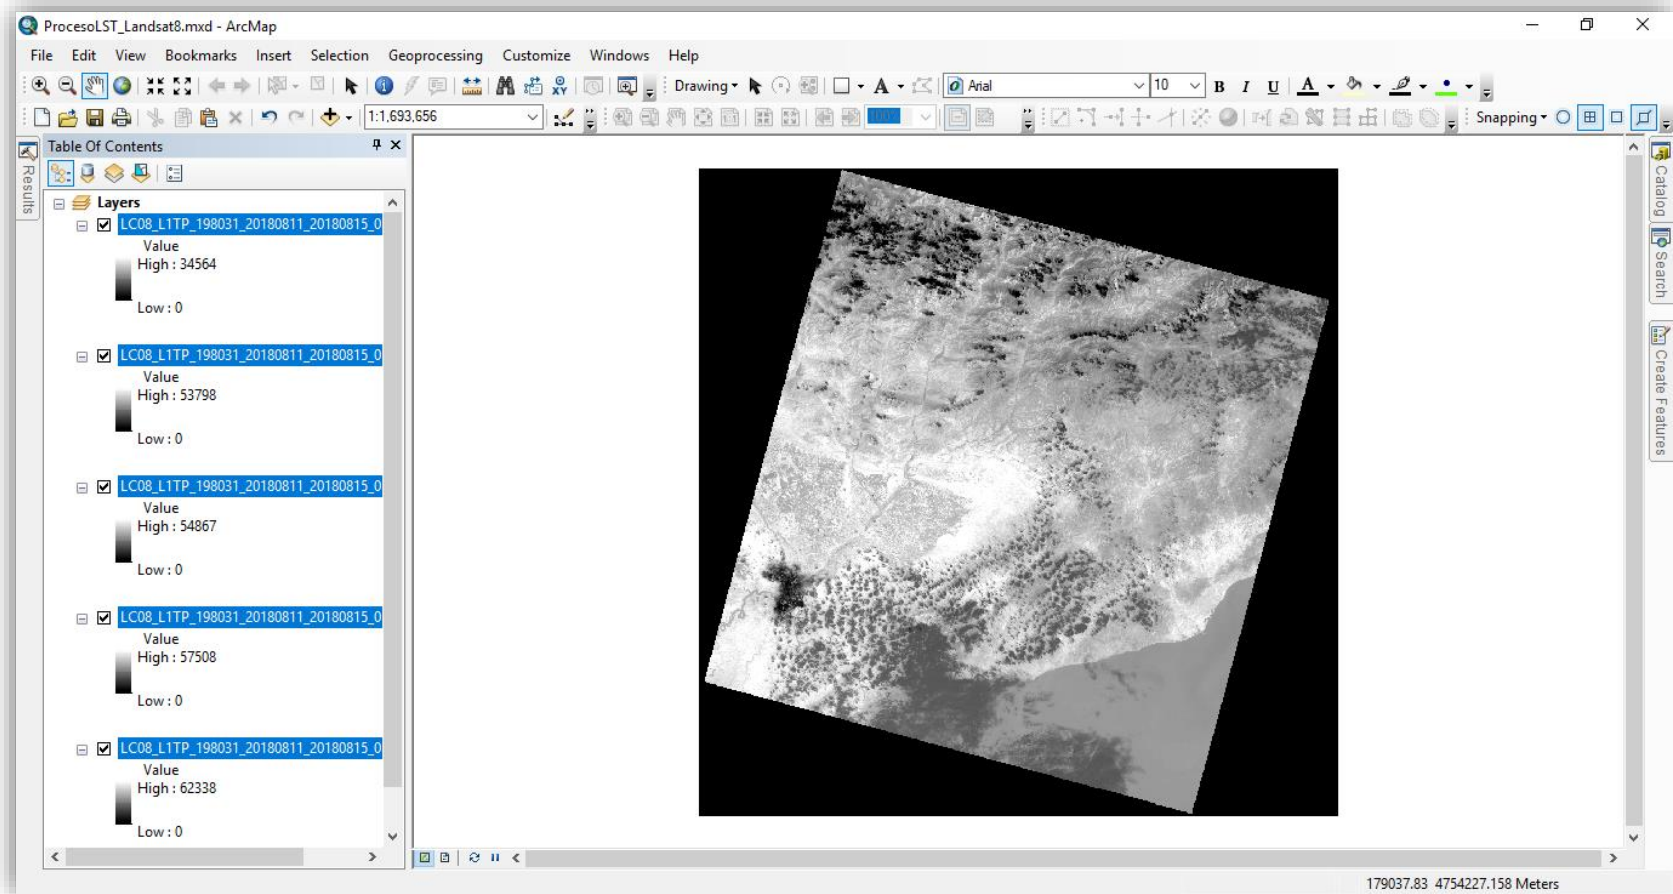 ProcesoLST_Landsat8.mxd - ArcMap
File Edit View Bookmarks Insert Selection Geoprocessing Customize Windows Help
Drawing A Arial 10 B I U A
1:1,693,656 100% Snapping
Results
Table Of Contents
Layers
LC08_L1TP_198031_20180811_20180815_0
Value
High : 34564
Low : 0
LC08_L1TP_198031_20180811_20180815_0
Value
High : 53798
Low : 0
LC08_L1TP_198031_20180811_20180815_0
Value
High : 54867
Low : 0
LC08_L1TP_198031_20180811_20180815_0
Value
High : 57508
Low : 0
LC08_L1TP_198031_20180811_20180815_0
Value
High : 62338
Low : 0
Catalog
Search
Create Features
179037.83 4754227.158 Meters